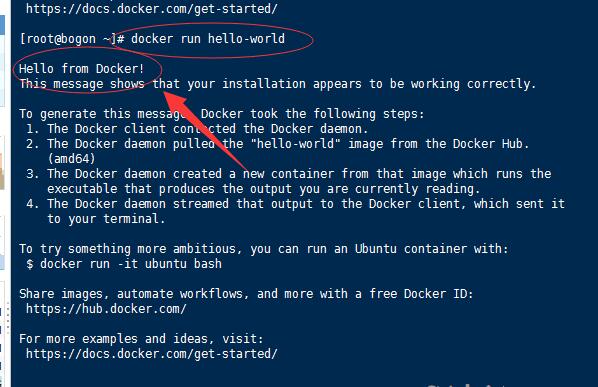 https://docs.docker.com/get-started/
[root@bogon ~]# docker run hello-world
Hello from Docker!
This message shows that your installation appears to be working correctly.
To generate this message, Docker took the following steps:
1. The Docker client contacted the Docker daemon.
2. The Docker daemon pulled the "hello-world" image from the Docker Hub.
(amd64)
3. The Docker daemon created a new container from that image which runs the
executable that produces the output you are currently reading.
4. The Docker daemon streamed that output to the Docker client, which sent it
to your terminal.
To try something more ambitious, you can run an Ubuntu container with:
$ docker run -it ubuntu bash
Share images, automate workflows, and more with a free Docker ID:
https://hub.docker.com/
For more examples and ideas, visit:
https://docs.docker.com/get-started/